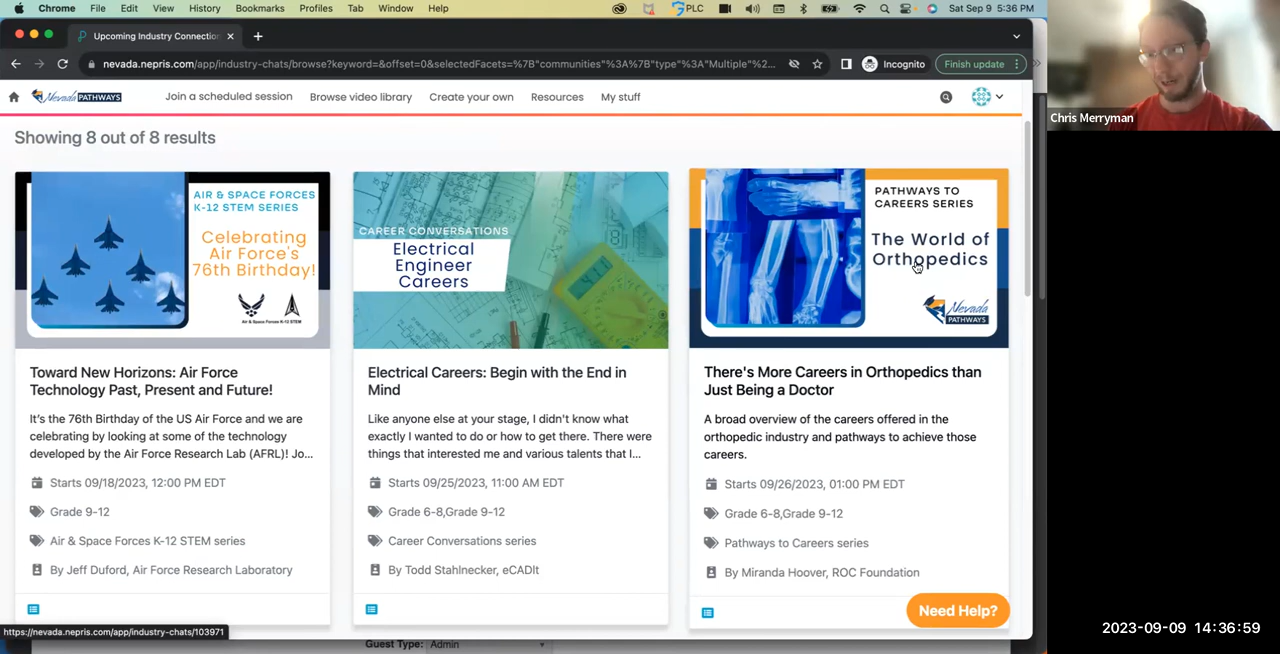 Chrome File Edit View History Bookmarks Profiles Tab Window Help PLC Sat Sep 9 5:36 PM
Upcoming Industry Connection
nevada.nepris.com/app/industry-chats/browse?keyword=&offset=0&selectedFacets=%7B"communities"%3A%7B"type"%3A"Multiple"%2... Incognito Finish update
Nevada PATHWAYS Join a scheduled session Browse video library Create your own Resources My stuff
Chris Merryman
Showing 8 out of 8 results
AIR & SPACE FORCES
K-12 STEM SERIES
Celebrating
Air Force's
76th Birthday!
Air & Space Forces K-12 STEM
CAREER CONVERSATIONS
Electrical
Engineer
Careers
PATHWAYS TO
CAREERS SERIES
The World of
Orthopedics
Nevada
PATHWAYS
Toward New Horizons: Air Force
Technology Past, Present and Future!
It's the 76th Birthday of the US Air Force and we are
celebrating by looking at some of the technology
developed by the Air Force Research Lab (AFRL)! Jo...
Starts 09/18/2023, 12:00 PM EDT
Grade 9-12
Air & Space Forces K-12 STEM series
By Jeff Duford, Air Force Research Laboratory
Electrical Careers: Begin with the End in
Mind
Like anyone else at your stage, I didn't know what
exactly I wanted to do or how to get there. There were
things that interested me and various talents that I...
Starts 09/25/2023, 11:00 AM EDT
Grade 6-8,Grade 9-12
Career Conversations series
By Todd Stahlnecker, eCADIt
There's More Careers in Orthopedics than
Just Being a Doctor
A broad overview of the careers offered in the
orthopedic industry and pathways to achieve those
careers.
Starts 09/26/2023, 01:00 PM EDT
Grade 6-8,Grade 9-12
Pathways to Careers series
By Miranda Hoover, ROC Foundation
Need Help?
https://nevada.nepris.com/app/industry-chats/103971
Guest Type: Admin
2023-09-09 14:36:59